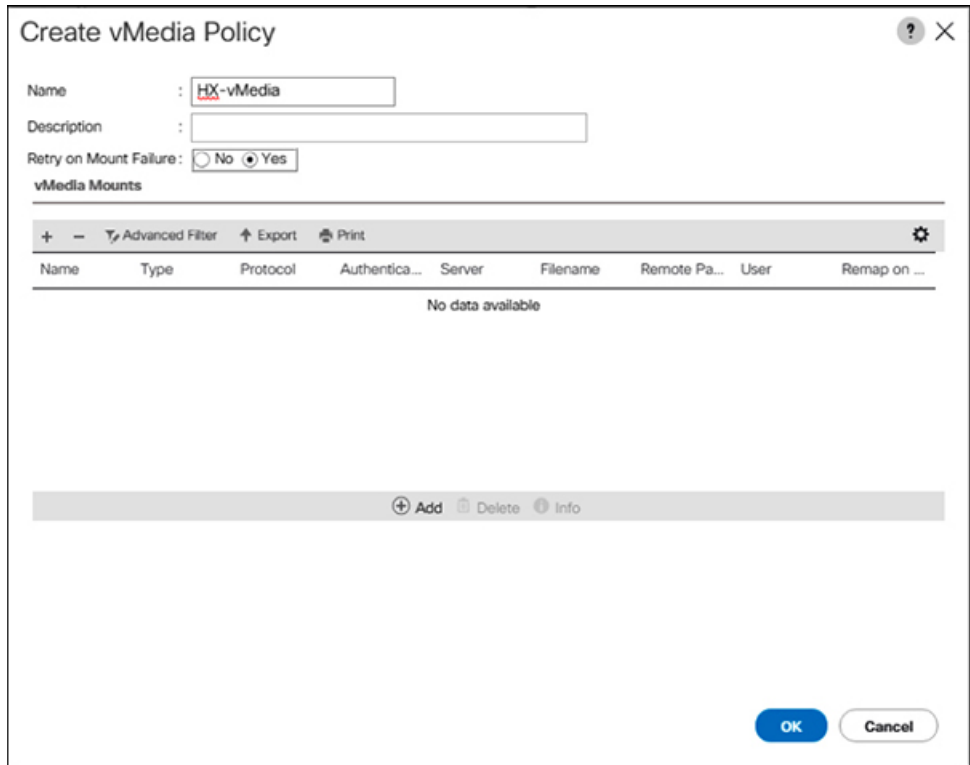 Create vMedia Policy
?
Name : HX-vMedia
Description :
Retry on Mount Failure : No Yes
vMedia Mounts
+ − Advanced Filter Export Print
Name Type Protocol Authentica... Server Filename Remote Pa... User Remap on ...
No data available
Add Delete Info
OK Cancel